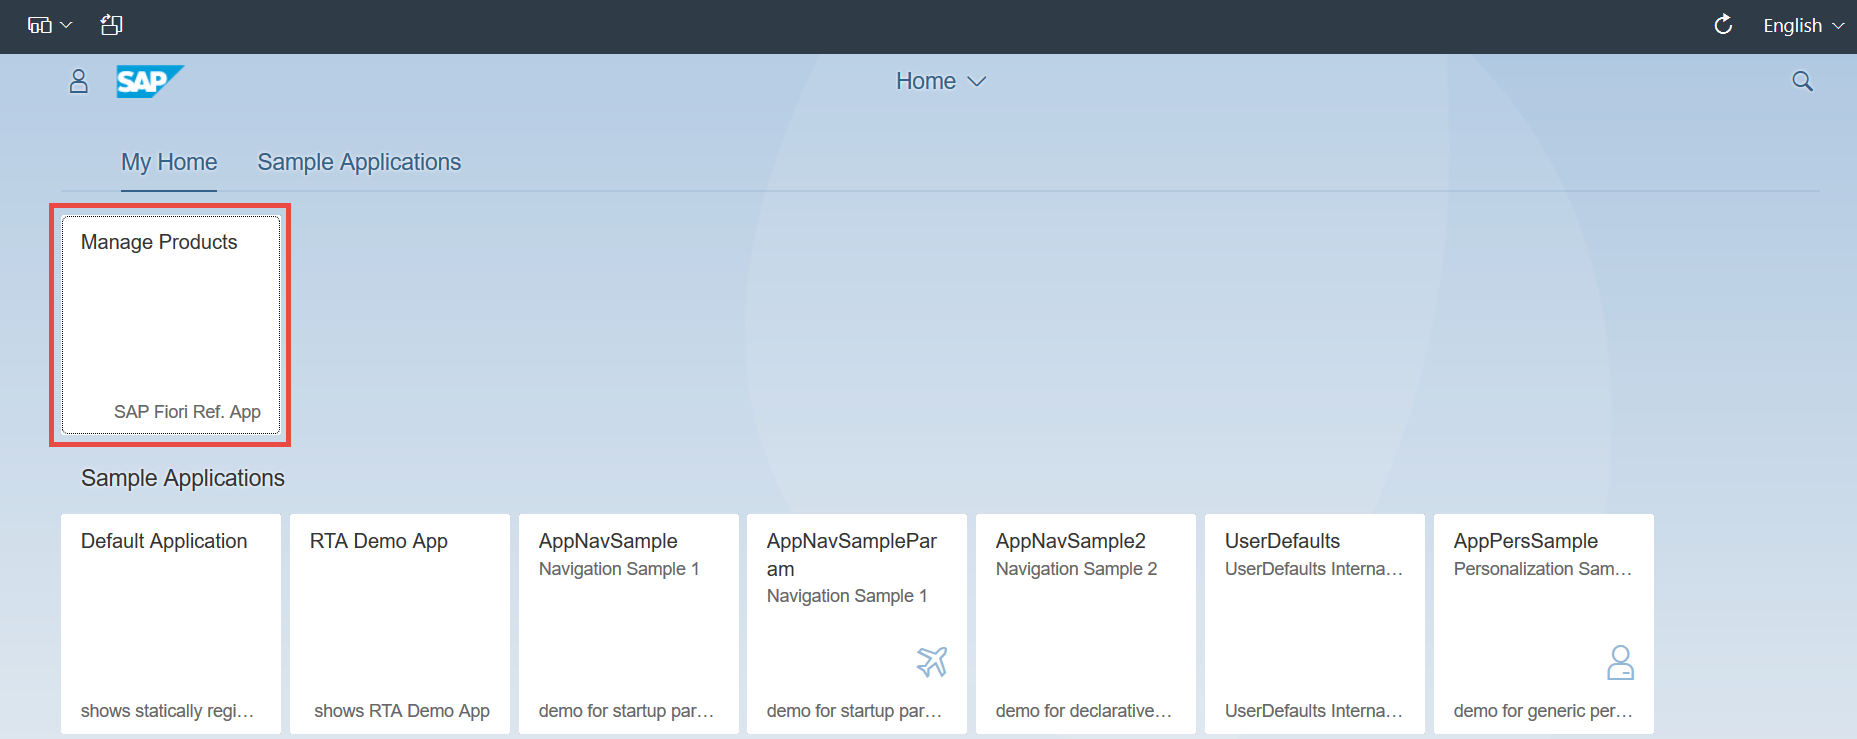 English
SAP
Home
My Home
Sample Applications
Manage Products
SAP Fiori Ref. App
Sample Applications
Default Application
shows statically regi…
RTA Demo App
shows RTA Demo App
AppNavSample
Navigation Sample 1
demo for startup par…
AppNavSamplePar
am
Navigation Sample 1
demo for startup par…
AppNavSample2
Navigation Sample 2
demo for declarative…
UserDefaults
UserDefaults Interna…
UserDefaults Interna…
AppPersSample
Personalization Sam…
demo for generic per…